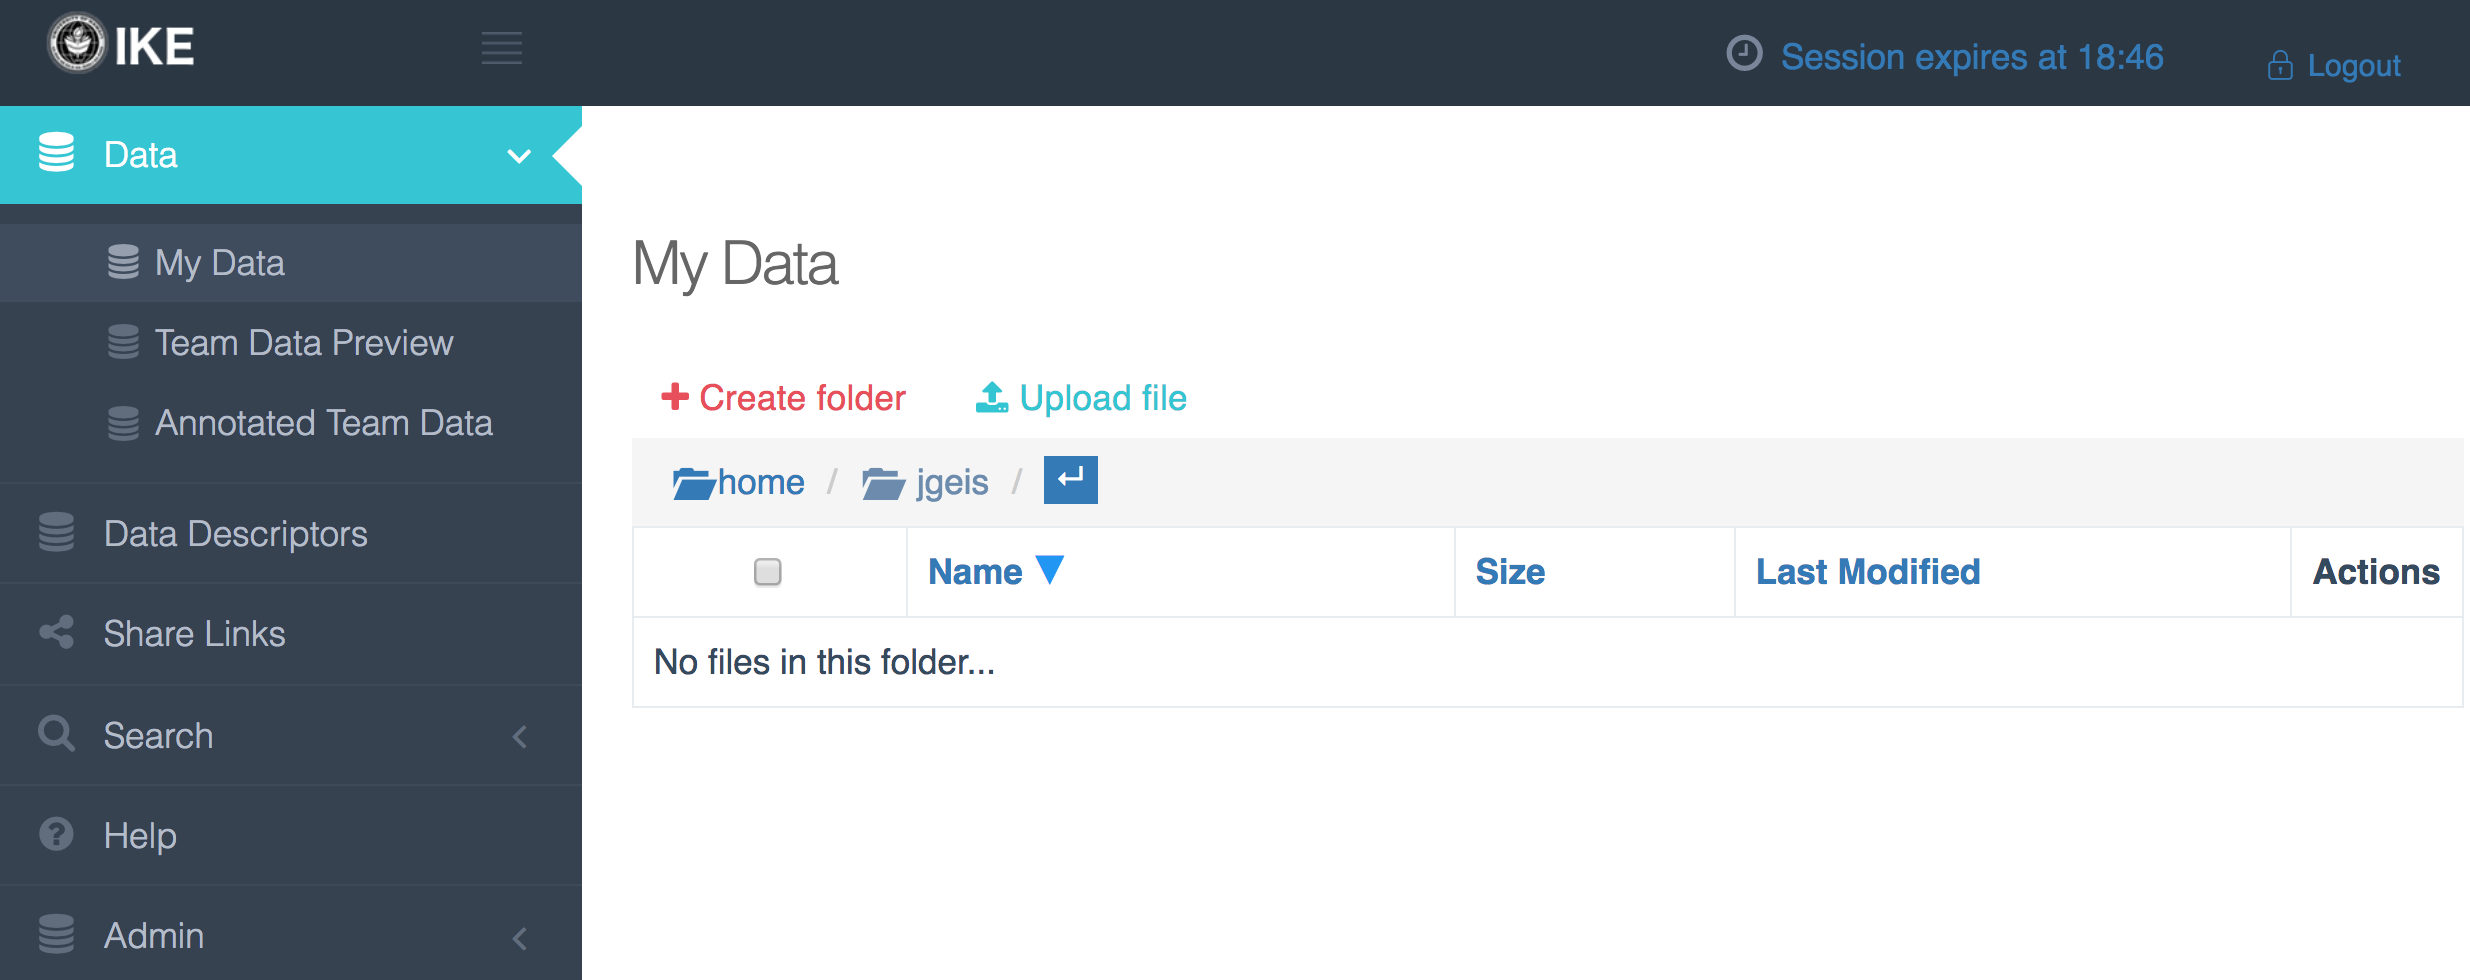 IKE
Session expires at 18:46
Logout
Data
My Data
Team Data Preview
Annotated Team Data
Data Descriptors
Share Links
Search
Help
Admin
My Data
Create folder
Upload file
home / jgeis /
Name Size Last Modified Actions
No files in this folder...